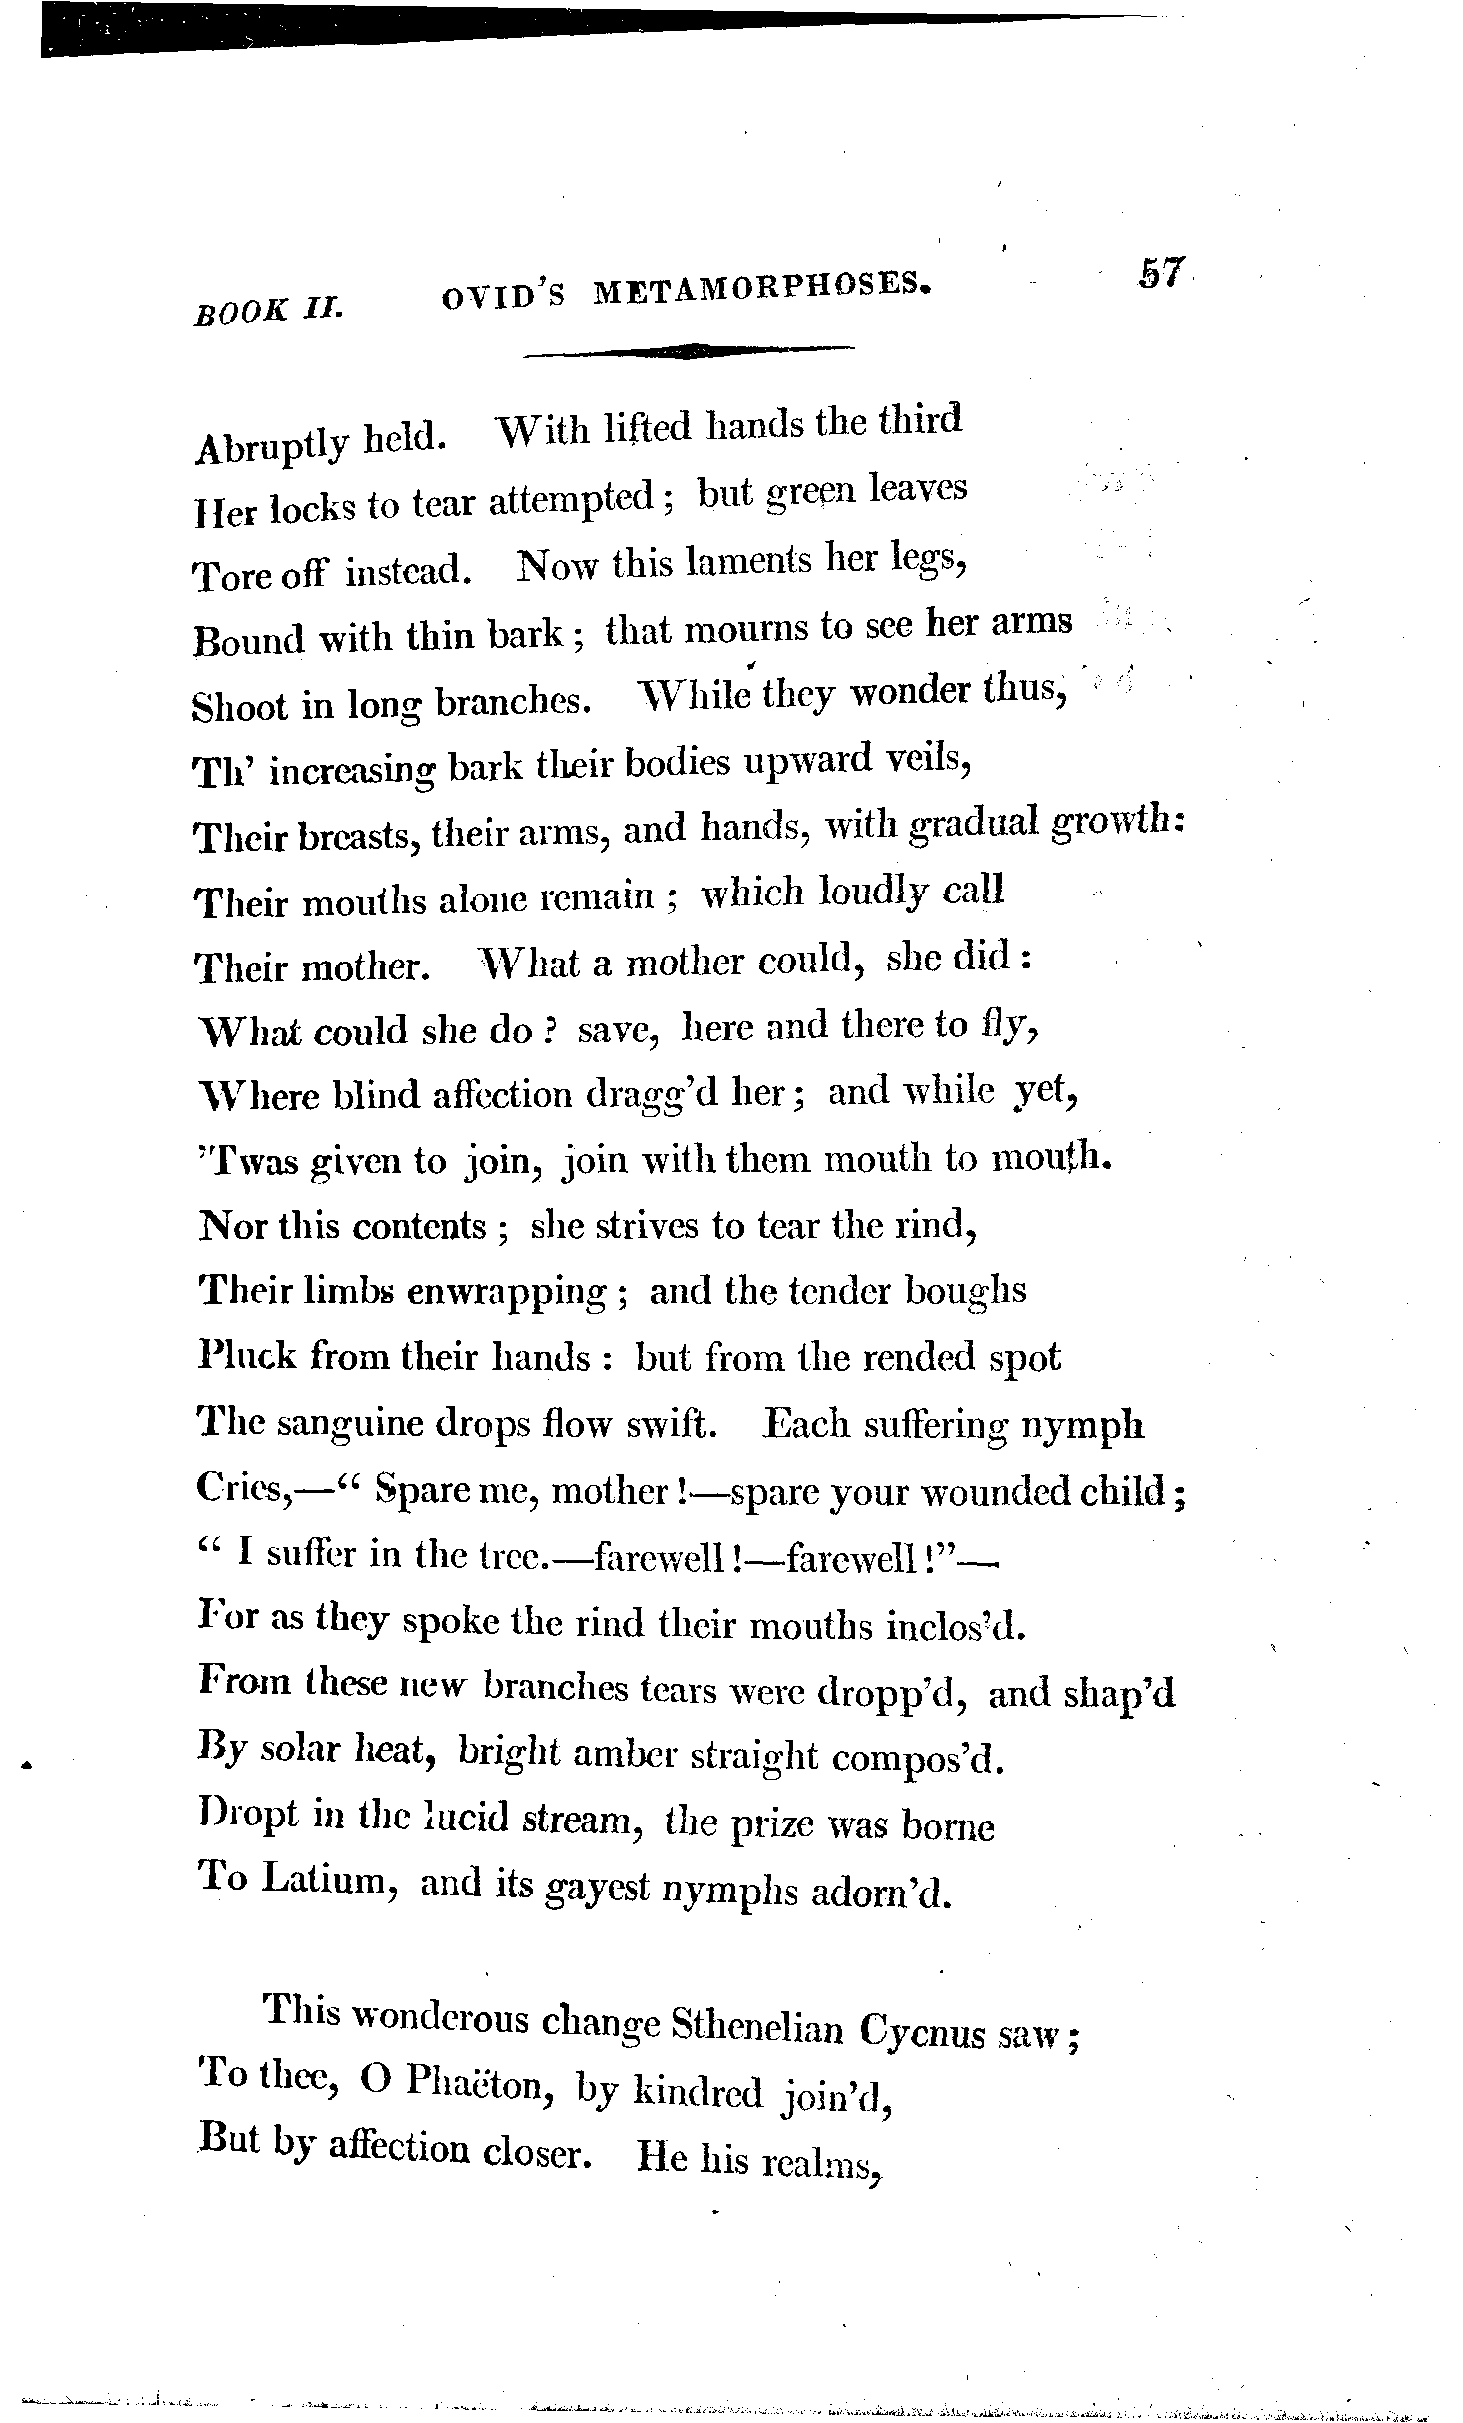 BOOK II. OVID'S METAMORPHOSES. 57
Abruptly held. With lifted hands the third
Her locks to tear attempted; but green leaves
Tore off instead. Now this laments her legs,
Bound with thin bark; that mourns to see her arms
Shoot in long branches. While they wonder thus,
Th' increasing bark their bodies upward veils,
Their breasts, their arms, and hands, with gradual growth:
Their mouths alone remain; which loudly call
Their mother. What a mother could, she did:
What could she do? save, here and there to fly,
Where blind affection dragg'd her; and while yet,
'Twas given to join, join with them mouth to mouth.
Nor this contents; she strives to tear the rind,
Their limbs enwrapping; and the tender boughs
Pluck from their hands: but from the rended spot
The sanguine drops flow swift. Each suffering nymph
Cries,—“ Spare me, mother!—spare your wounded child;
“ I suffer in the tree.—farewell!—farewell!”—
For as they spoke the rind their mouths inclos'd.
From these new branches tears were dropp'd, and shap'd
By solar heat, bright amber straight compos'd.
Dropt in the lucid stream, the prize was borne
To Latium, and its gayest nymphs adorn'd.
This wonderous change Sthenelian Cycnus saw;
To thee, O Phaëton, by kindred join'd,
But by affection closer. He his realms,